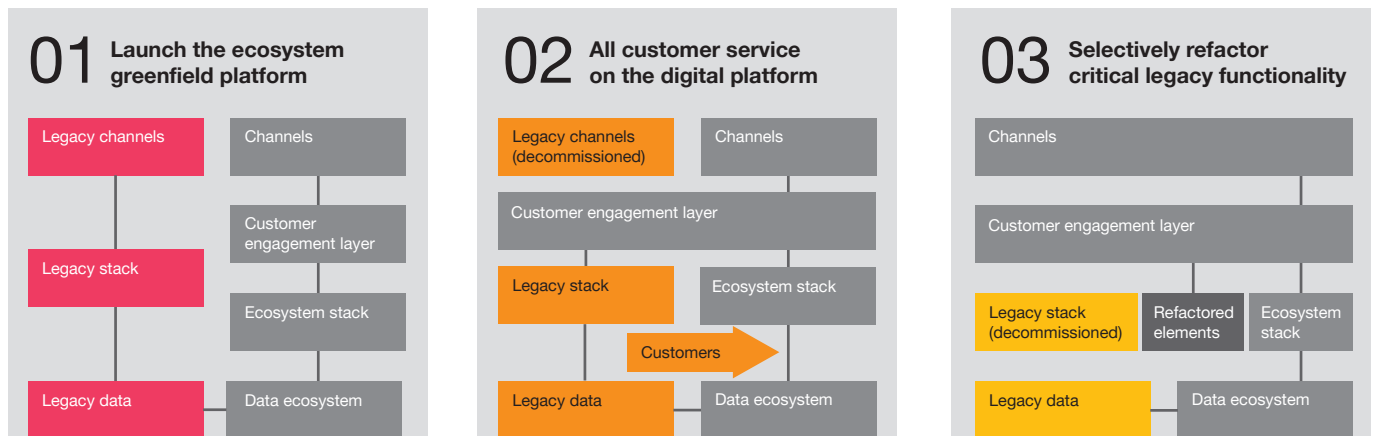 01
Launch the ecosystem
greenfield platform
Legacy channels
Channels
Customer
engagement layer
Legacy stack
Ecosystem stack
Legacy data
Data ecosystem
02
All customer service
on the digital platform
Legacy channels
(decommissioned)
Channels
Customer engagement layer
Legacy stack
Ecosystem stack
Customers
Legacy data
Data ecosystem
03
Selectively refactor
critical legacy functionality
Channels
Customer engagement layer
Legacy stack
(decommissioned)
Refactored
elements
Ecosystem
stack
Legacy data
Data ecosystem